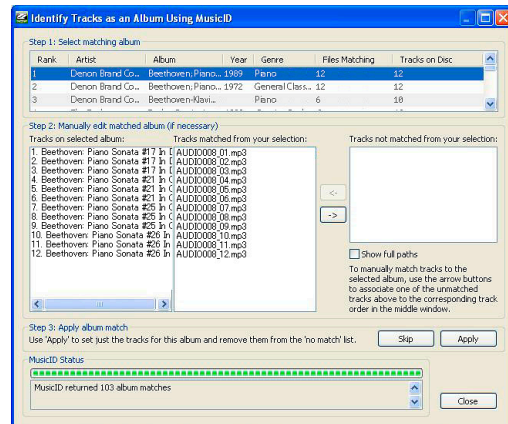 Identify Tracks as an Album Using MusicID
Step 1: Select matching album
Rank Artist Album Year Genre Files Matching Tracks on Disc
1 Denon Brand Co... Beethoven; Piano... 1989 Piano 12 12
2 Denon Brand Co... Beethoven; Piano... 1972 General Class... 12 12
3 Denon Brand Co... Beethoven-Klavi... Piano 6 10
Step 2: Manually edit matched album (if necessary)
Tracks on selected album: Tracks matched from your selection: Tracks not matched from your selection:
1. Beethoven: Piano Sonata #17 In D AUDIO008_01.mp3
2. Beethoven: Piano Sonata #17 In D AUDIO008_02.mp3
3. Beethoven: Piano Sonata #17 In D AUDIO008_03.mp3
4. Beethoven: Piano Sonata #21 In C AUDIO008_04.mp3
5. Beethoven: Piano Sonata #21 In C AUDIO008_05.mp3
6. Beethoven: Piano Sonata #21 In C AUDIO008_06.mp3
7. Beethoven: Piano Sonata #25 In AUDIO008_07.mp3
8. Beethoven: Piano Sonata #25 In AUDIO008_08.mp3
9. Beethoven: Piano Sonata #25 In AUDIO008_09.mp3
10. Beethoven: Piano Sonata #26 In AUDIO008_10.mp3
11. Beethoven: Piano Sonata #26 In AUDIO008_11.mp3
12. Beethoven: Piano Sonata #26 In AUDIO008_12.mp3
<-
->
Show full paths
To manually match tracks to the
selected album, use the arrow buttons
to associate one of the unmatched
tracks above to the corresponding track
order in the middle window.
Step 3: Apply album match
Use 'Apply' to set just the tracks for this album and remove them from the 'no match' list. Skip Apply
MusicID Status
MusicID returned 103 album matches
Close